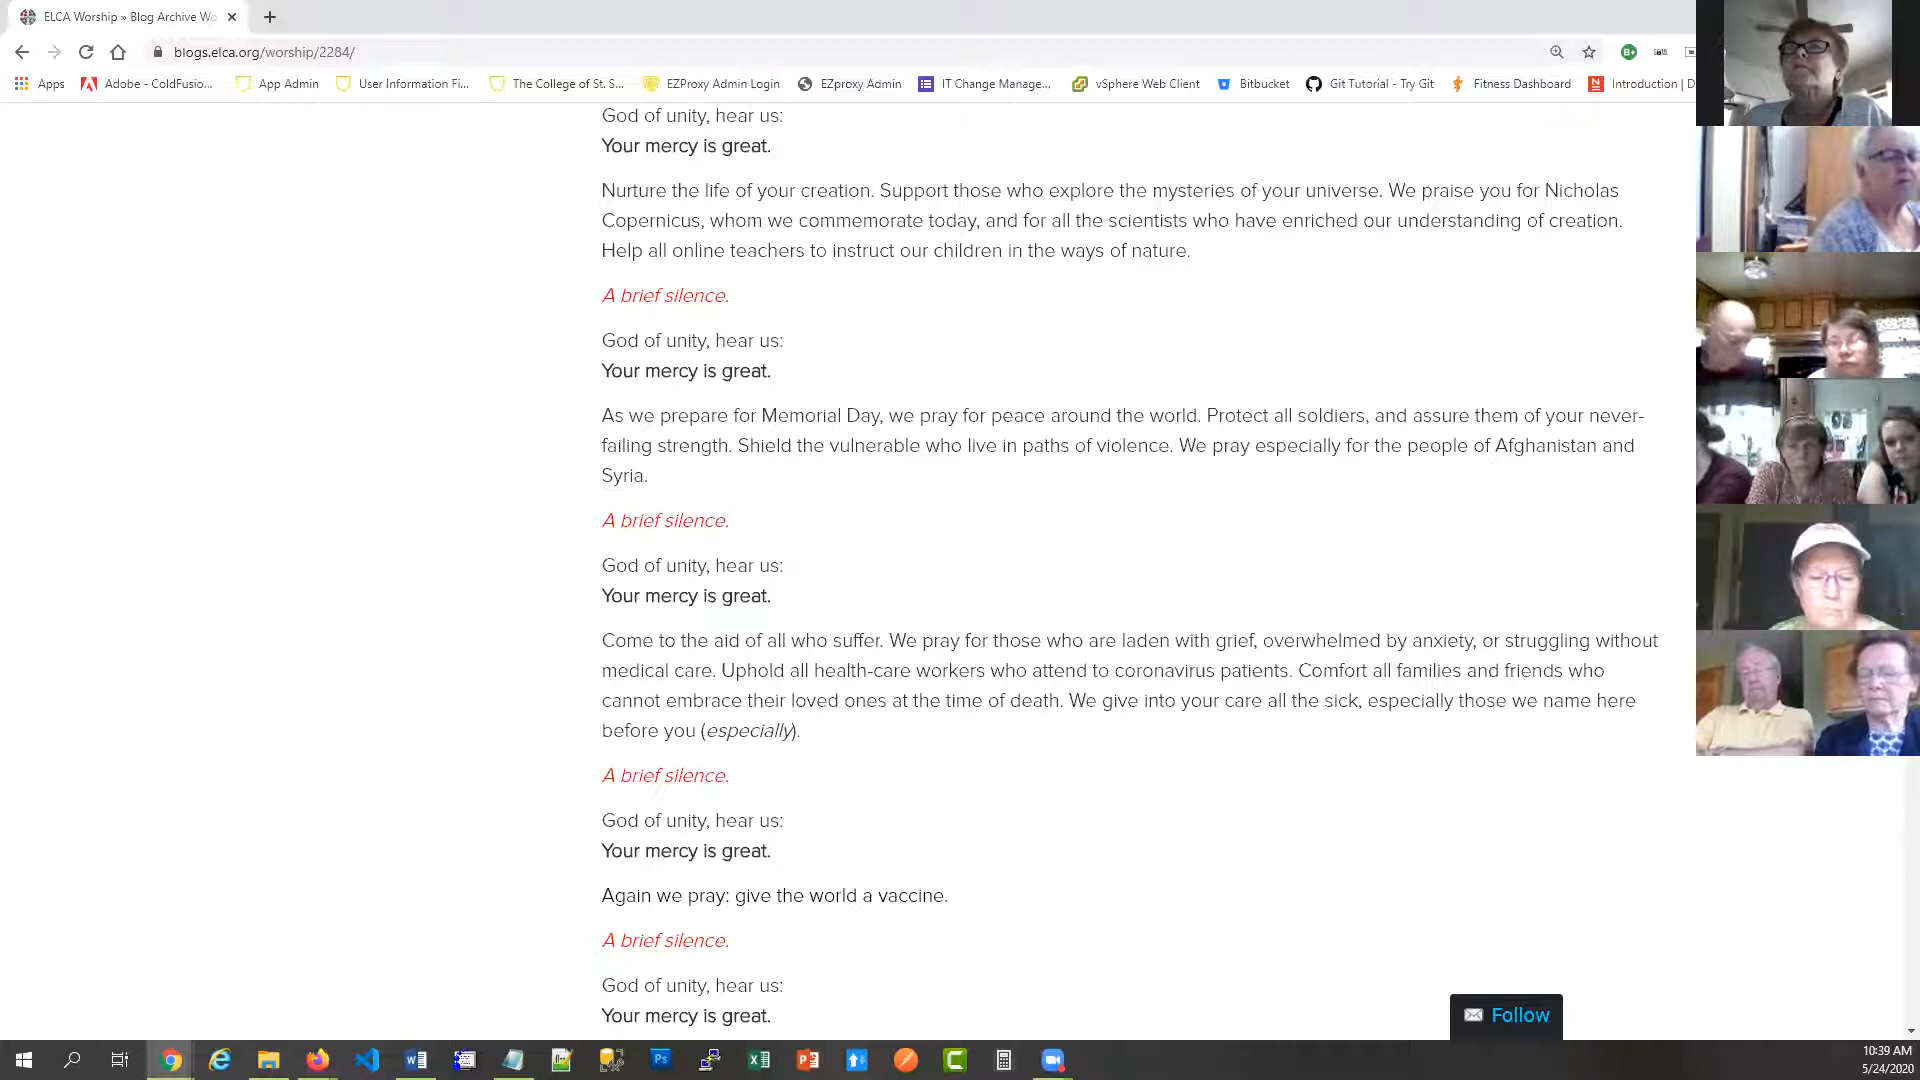 ELCA Worship » Blog Archive Wo
blogs.elca.org/worship/2284/
Apps
Adobe - ColdFusio...
App Admin
User Information Fi...
The College of St. S...
EZProxy Admin Login
EZproxy Admin
IT Change Manage...
vSphere Web Client
Bitbucket
Git Tutorial - Try Git
Fitness Dashboard
Introduction | D
God of unity, hear us:
Your mercy is great.
Nurture the life of your creation. Support those who explore the mysteries of your universe. We praise you for Nicholas
Copernicus, whom we commemorate today, and for all the scientists who have enriched our understanding of creation.
Help all online teachers to instruct our children in the ways of nature.
A brief silence.
God of unity, hear us:
Your mercy is great.
As we prepare for Memorial Day, we pray for peace around the world. Protect all soldiers, and assure them of your never-
failing strength. Shield the vulnerable who live in paths of violence. We pray especially for the people of Afghanistan and
Syria.
A brief silence.
God of unity, hear us:
Your mercy is great.
Come to the aid of all who suffer. We pray for those who are laden with grief, overwhelmed by anxiety, or struggling without
medical care. Uphold all health-care workers who attend to coronavirus patients. Comfort all families and friends who
cannot embrace their loved ones at the time of death. We give into your care all the sick, especially those we name here
before you (especially).
A brief silence.
God of unity, hear us:
Your mercy is great.
Again we pray: give the world a vaccine.
A brief silence.
God of unity, hear us:
Your mercy is great.
Follow
10:39 AM
5/24/2020